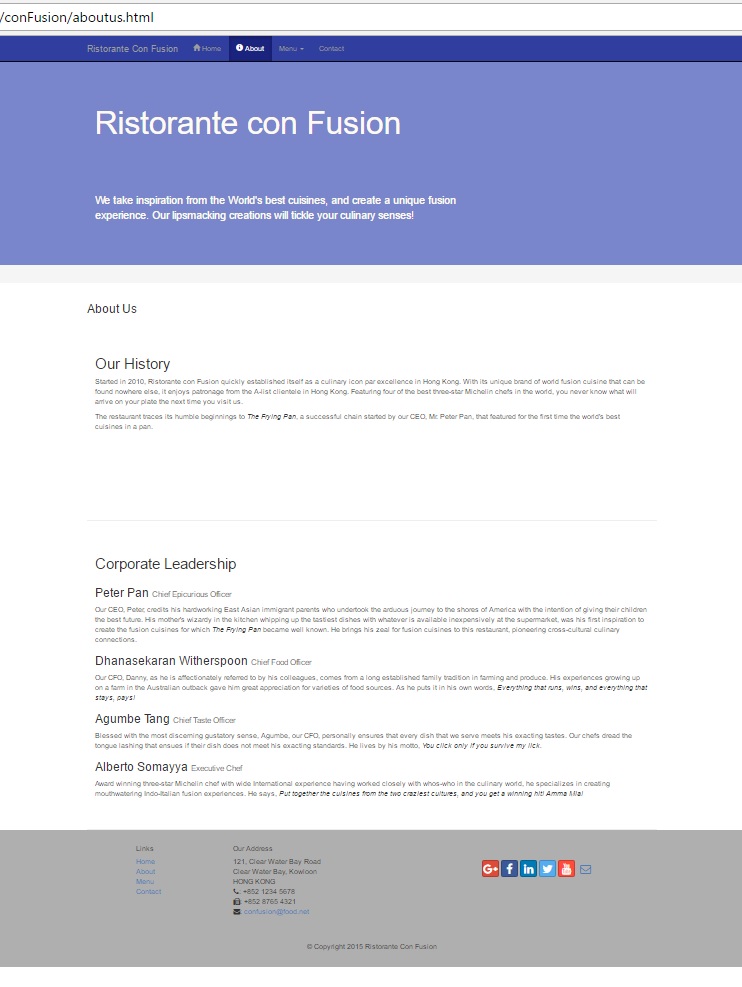 /conFusion/aboutus.html
Ristorante Con Fusion Home About Menu Contact
Ristorante con Fusion
We take inspiration from the World's best cuisines, and create a unique fusion
experience. Our lipsmacking creations will tickle your culinary senses!
About Us
Our History
Started in 2010, Ristorante con Fusion quickly established itself as a culinary icon par excellence in Hong Kong. With its unique brand of world fusion cuisine that can be
found nowhere else, it enjoys patronage from the A-list clientele in Hong Kong. Featuring four of the best three-star Michelin chefs in the world, you never know what will
arrive on your plate the next time you visit us.
The restaurant traces its humble beginnings to The Frying Pan, a successful chain started by our CEO, Mr. Peter Pan, that featured for the first time the world's best
cuisines in a pan.
Corporate Leadership
Peter Pan Chief Epicurious Officer
Our CEO, Peter, credits his hardworking East Asian immigrant parents who undertook the arduous journey to the shores of America with the intention of giving their children
the best future. His mother's wizardy in the kitchen whipping up the tastiest dishes with whatever is available inexpensively at the supermarket, was his first inspiration to
create the fusion cuisines for which The Frying Pan became well known. He brings his zeal for fusion cuisines to this restaurant, pioneering cross-cultural culinary
connections.
Dhanasekaran Witherspoon Chief Food Officer
Our CFO, Danny, as he is affectionately referred to by his colleagues, comes from a long established family tradition in farming and produce. His experiences growing up
on a farm in the Australian outback gave him great appreciation for varieties of food sources. As he puts it in his own words, Everything that runs, wins, and everything that
stays, pays!
Agumbe Tang Chief Taste Officer
Blessed with the most discerning gustatory sense, Agumbe, our CFO, personally ensures that every dish that we serve meets his exacting tastes. Our chefs dread the
tongue lashing that ensues if their dish does not meet his exacting standards. He lives by his motto, You click only if you survive my lick.
Alberto Somayya Executive Chef
Award winning three-star Michelin chef with wide International experience having worked closely with whos-who in the culinary world, he specializes in creating
mouthwatering Indo-Italian fusion experiences. He says, Put together the cuisines from the two craziest cultures, and you get a winning hit! Amma Mia!
Links
Home
About
Menu
Contact
Our Address
121, Clear Water Bay Road
Clear Water Bay, Kowloon
HONG KONG
: +852 1234 5678
: +852 8765 4321
: confusion@food.net
G+ f in You Tube
© Copyright 2015 Ristorante Con Fusion